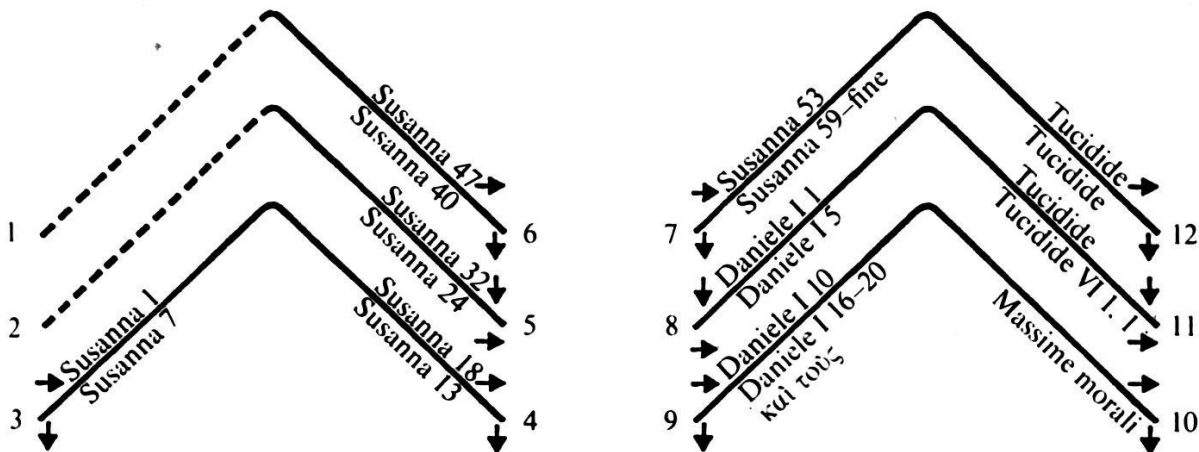 Susanna 47
Susanna 40
1
6
Susanna 32
Susanna 24
2
5
Susanna 1
Susanna 7
Susanna 18
Susanna 13
3
4
Susanna 53
Susanna 59–fine
Tucidide
Tucidide
7
12
Daniele I 1
Daniele I 5
Tucidide
Tucidide VI 1. 1
8
11
Daniele I 10
Daniele I 16–20
καὶ τοὺς
Massime morali
9
10